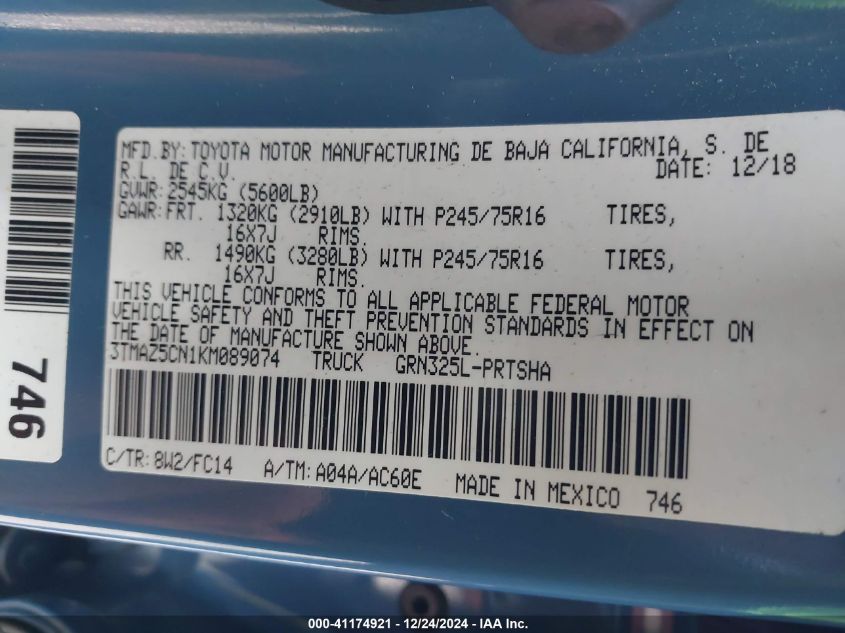 MFD. BY: TOYOTA MOTOR MANUFACTURING DE BAJA CALIFORNIA, S. DE
R.L. DE C.V. DATE: 12/18
GVWR: 2545KG (5600LB)
GAWR: FRT. 1320KG (2910LB) WITH P245/75R16 TIRES,
16X7J RIMS.
RR. 1490KG (3280LB) WITH P245/75R16 TIRES,
16X7J RIMS.
THIS VEHICLE CONFORMS TO ALL APPLICABLE FEDERAL MOTOR
VEHICLE SAFETY AND THEFT PREVENTION STANDARDS IN EFFECT ON
THE DATE OF MANUFACTURE SHOWN ABOVE.
3TMAZ5CN1KM089074 TRUCK GRN325L-PRTSHA
C/TR: 8W2/FC14 A/TM: A04A/AC60E MADE IN MEXICO 746
746
000-41174921 - 12/24/2024 - IAA, Inc.